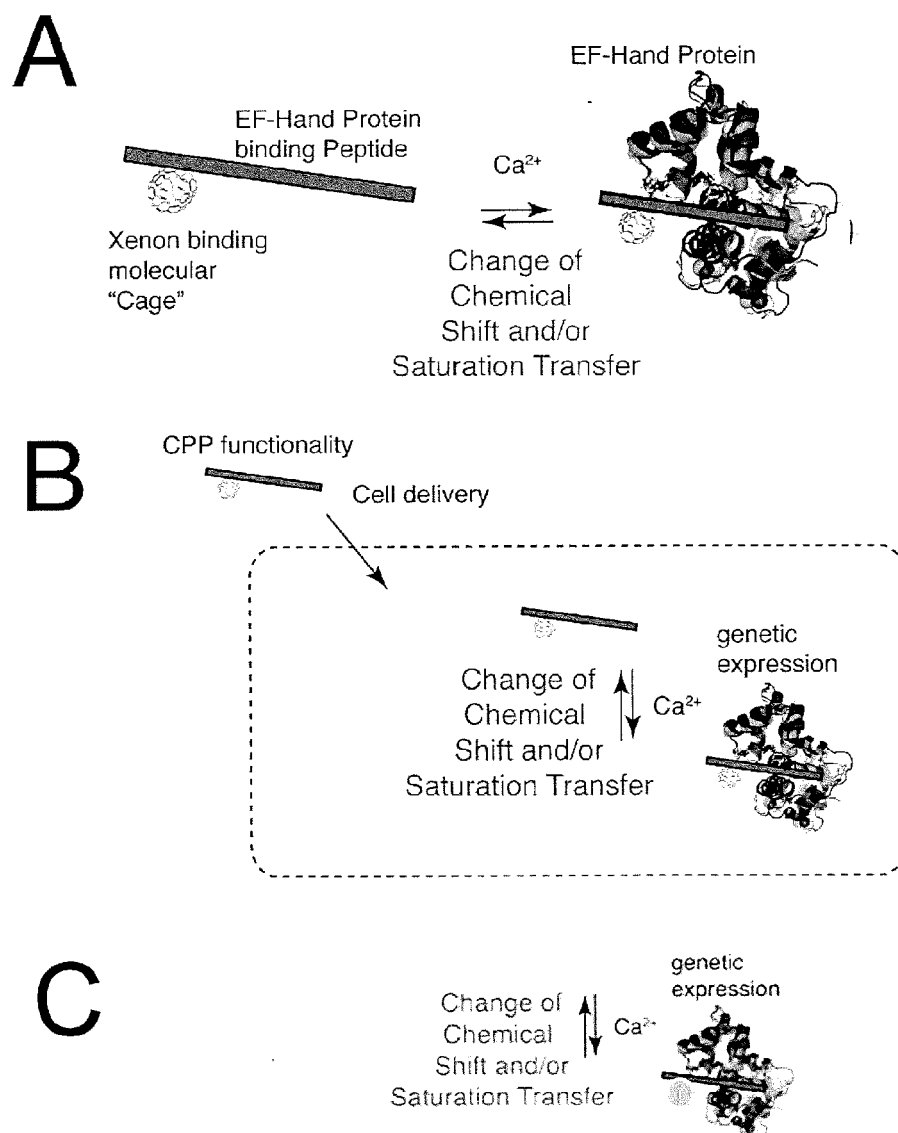 A
EF-Hand Protein
EF-Hand Protein
binding Peptide
Ca2+
Xenon binding
molecular
“Cage”
Change of
Chemical
Shift and/or
Saturation Transfer
B
CPP functionality
Cell delivery
genetic
expression
Change of
Chemical
Shift and/or
Saturation Transfer
Ca2+
C
genetic
expression
Change of
Chemical
Shift and/or
Saturation Transfer
Ca2+